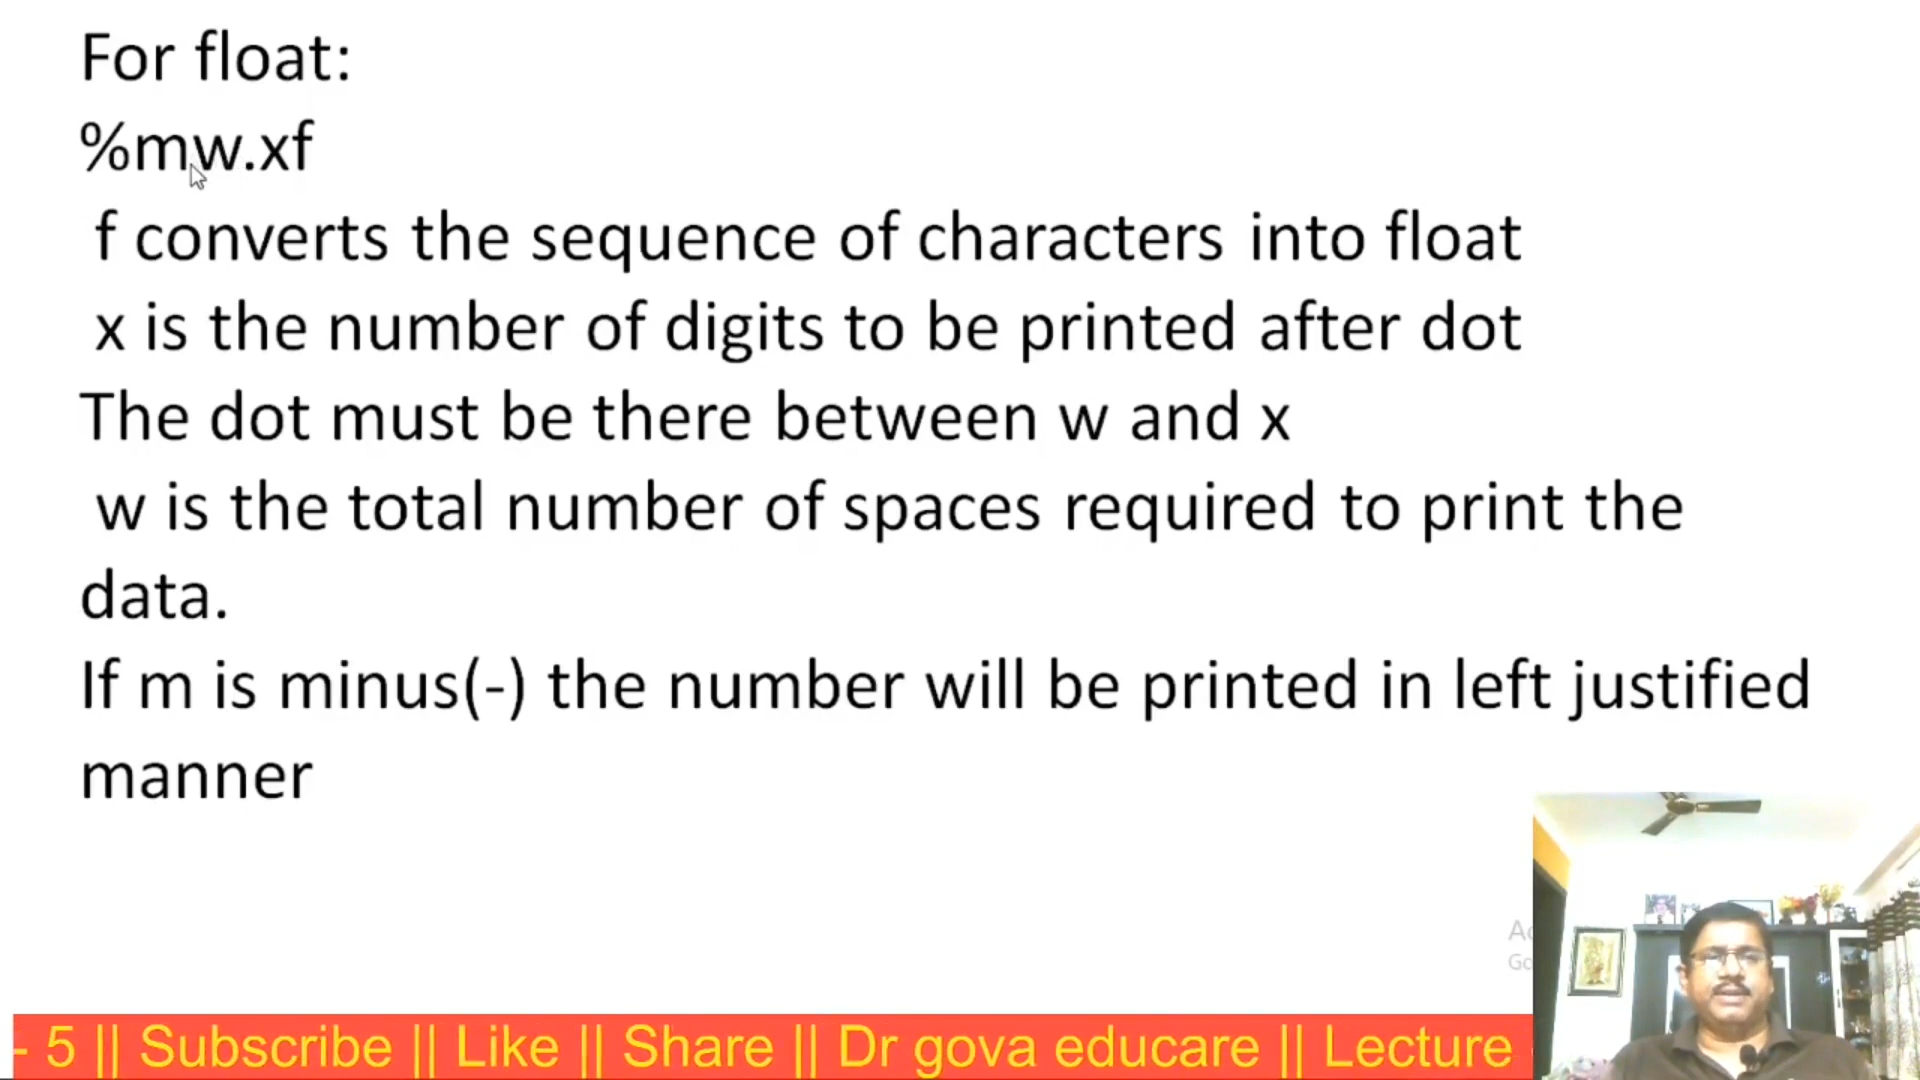 For float:
%mw.xf
f converts the sequence of characters into float
x is the number of digits to be printed after dot
The dot must be there between w and x
w is the total number of spaces required to print the
data.
If m is minus(-) the number will be printed in left justified
manner
- 5 || Subscribe || Like || Share || Dr gova educare || Lecture